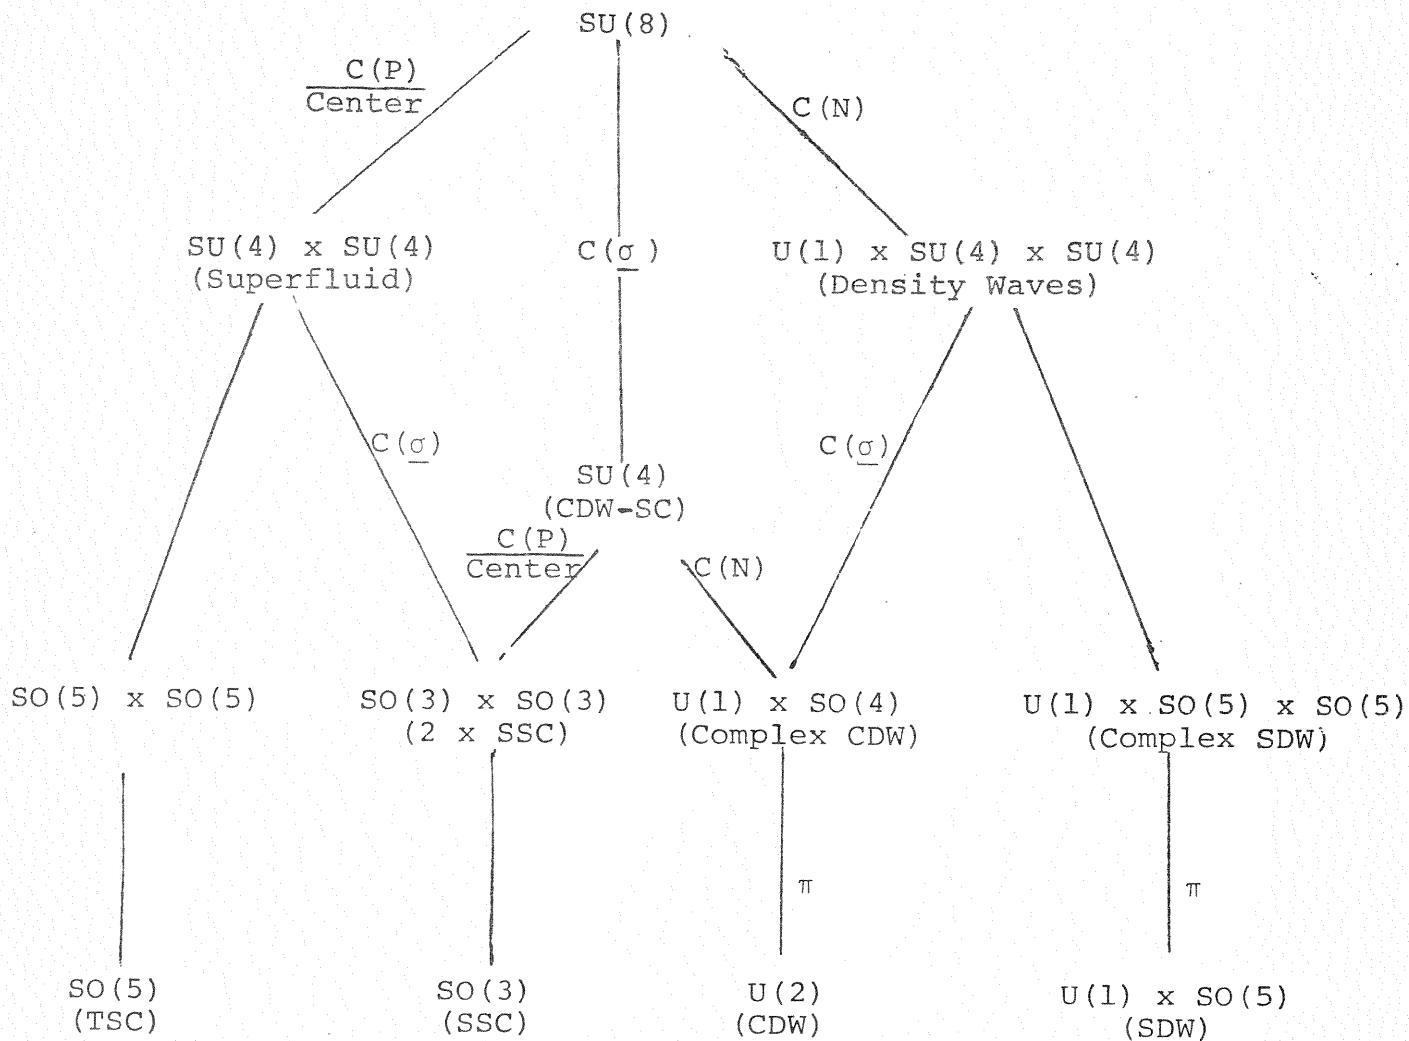 SU(8)
C(P)
Center
C(N)
SU(4) x SU(4)
(Superfluid)
C(σ)
U(1) x SU(4) x SU(4)
(Density Waves)
C(σ)
C(σ)
SU(4)
(CDW-SC)
C(P)
Center
C(N)
SO(5) x SO(5)
SO(3) x SO(3)
(2 x SSC)
U(1) x SO(4)
(Complex CDW)
U(1) x SO(5) x SO(5)
(Complex SDW)
π
π
SO(5)
(TSC)
SO(3)
(SSC)
U(2)
(CDW)
U(1) x SO(5)
(SDW)